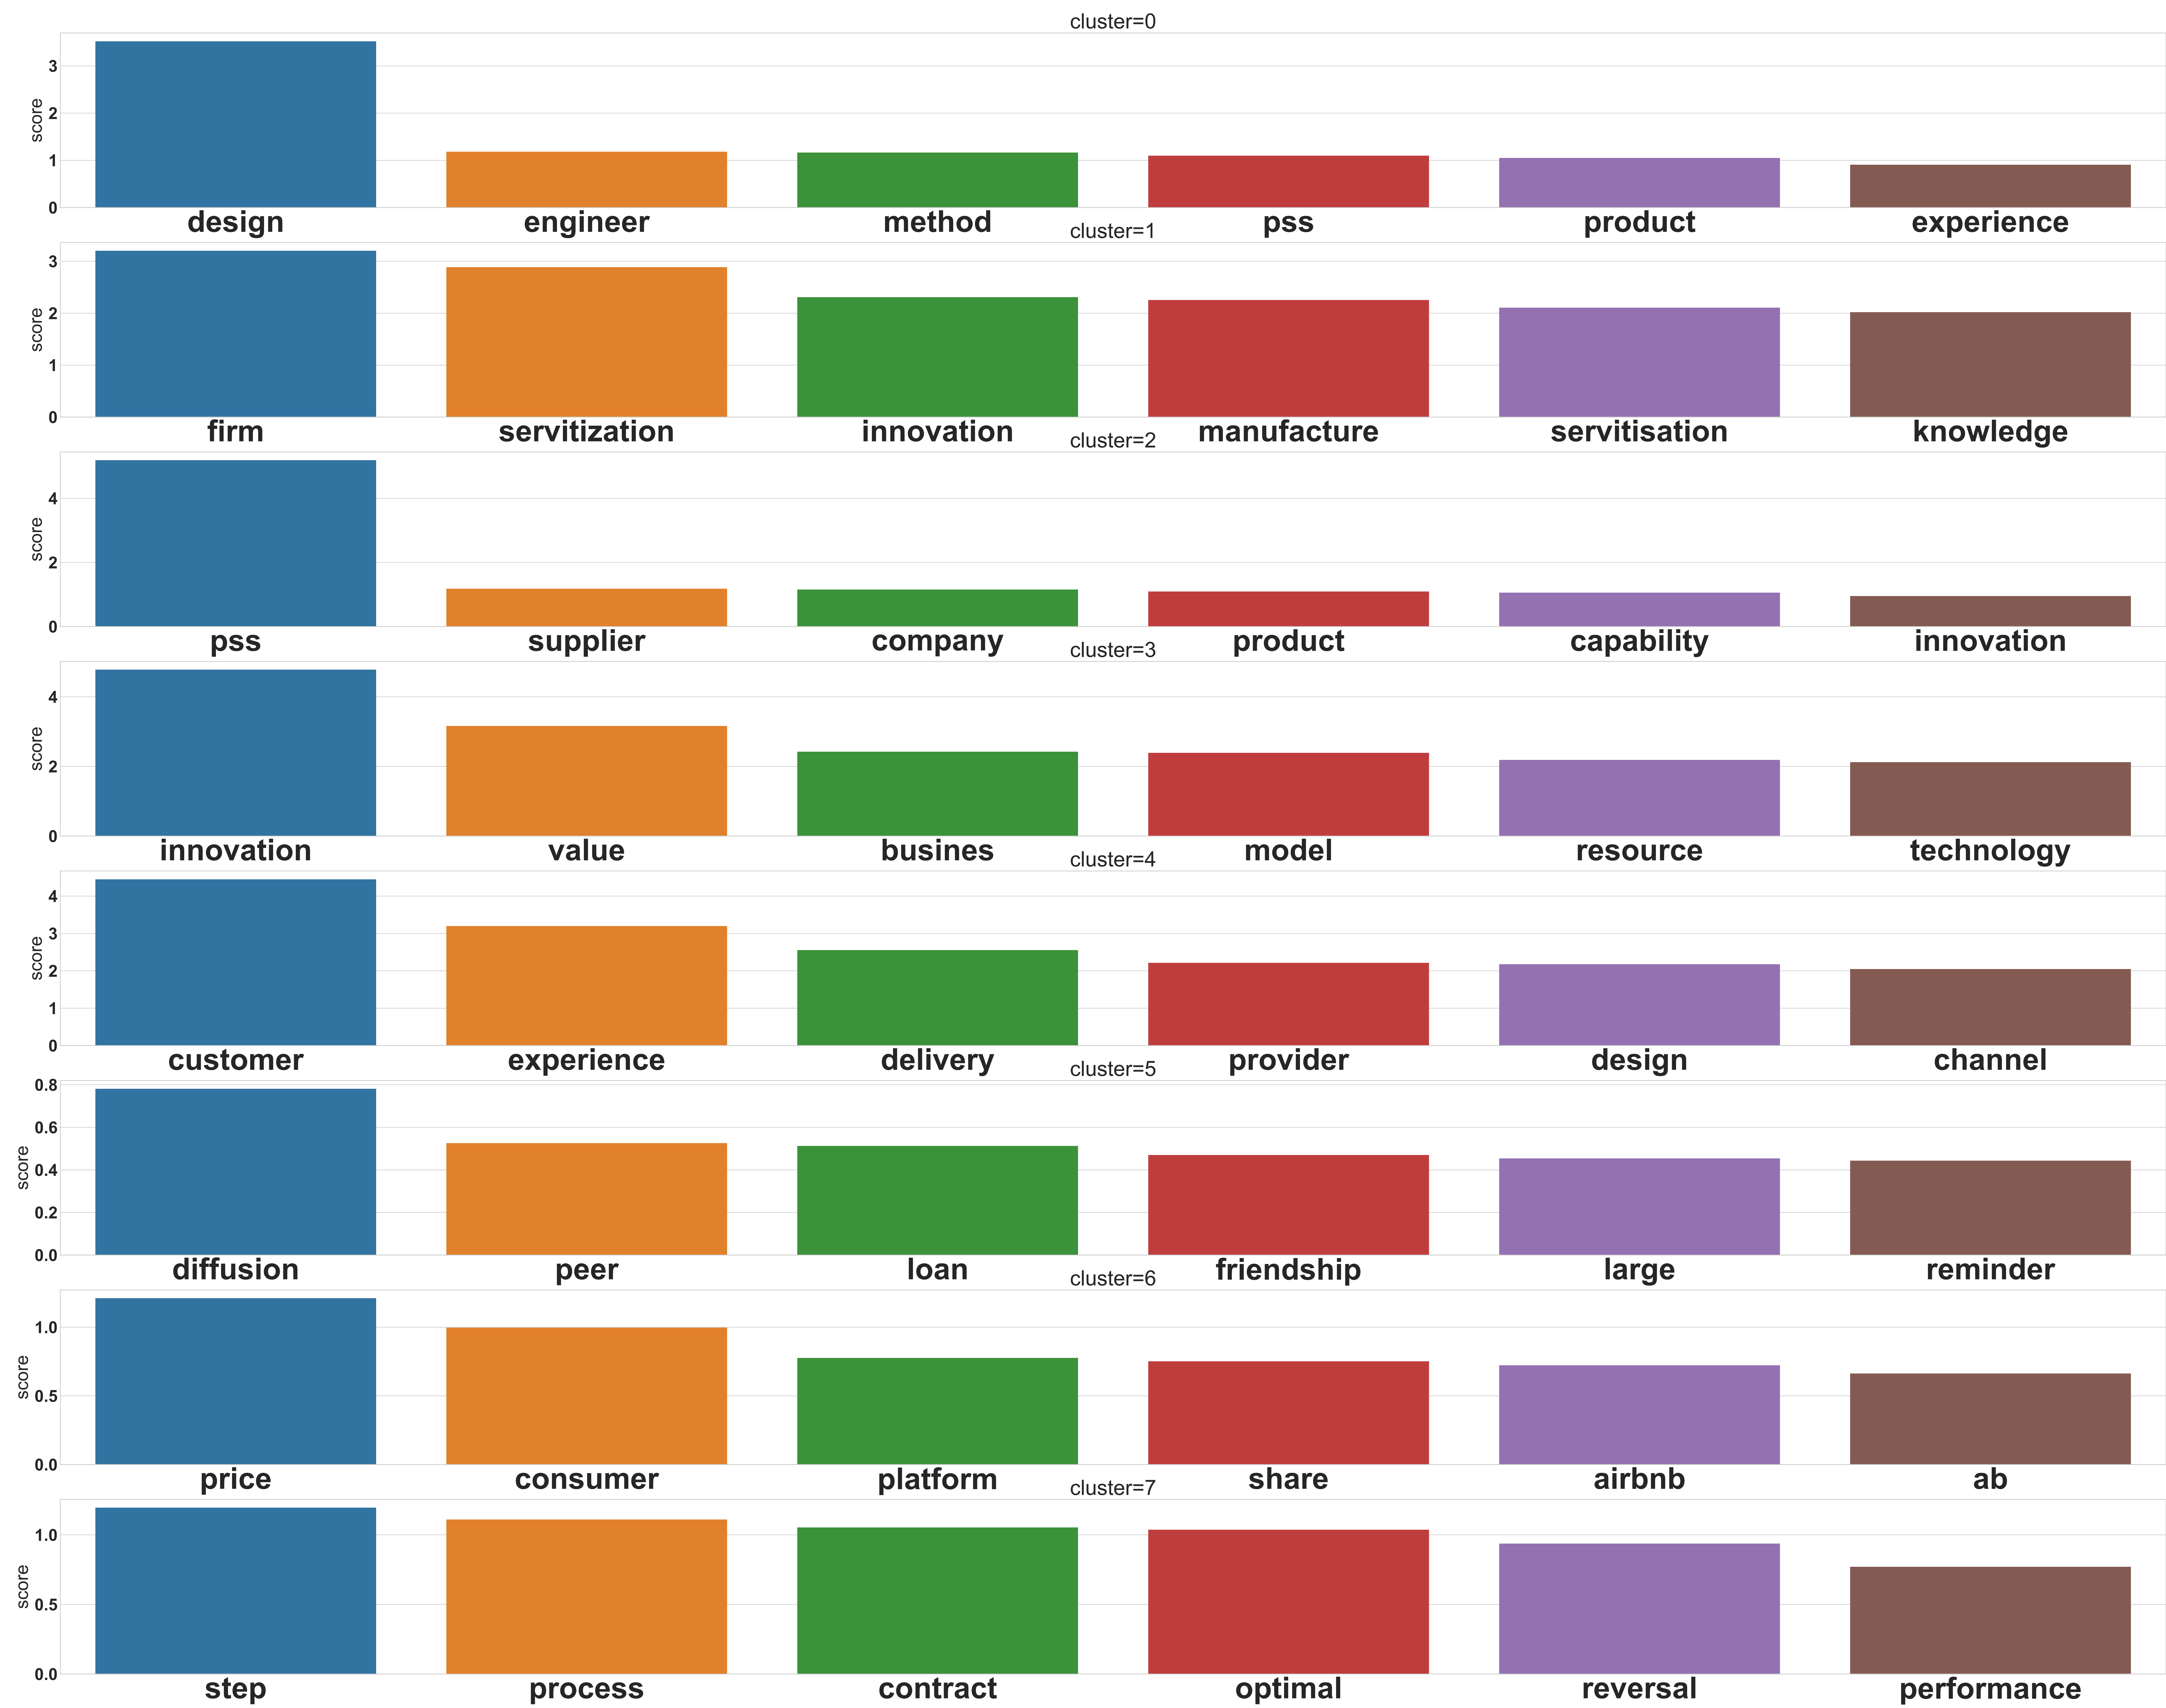 cluster=0
3
2
1
0
score
design engineer method pss product experience
cluster=1
3
2
1
0
score
firm servitization innovation manufacture servitisation knowledge
cluster=2
4
2
0
score
pss supplier company product capability innovation
cluster=3
4
2
0
score
innovation value busines model resource technology
cluster=4
4
3
2
1
0
score
customer experience delivery provider design channel
cluster=5
0.8
0.6
0.4
0.2
0.0
score
diffusion peer loan friendship large reminder
cluster=6
1.0
0.5
0.0
score
price consumer platform share airbnb ab
cluster=7
1.0
0.5
0.0
score
step process contract optimal reversal performance